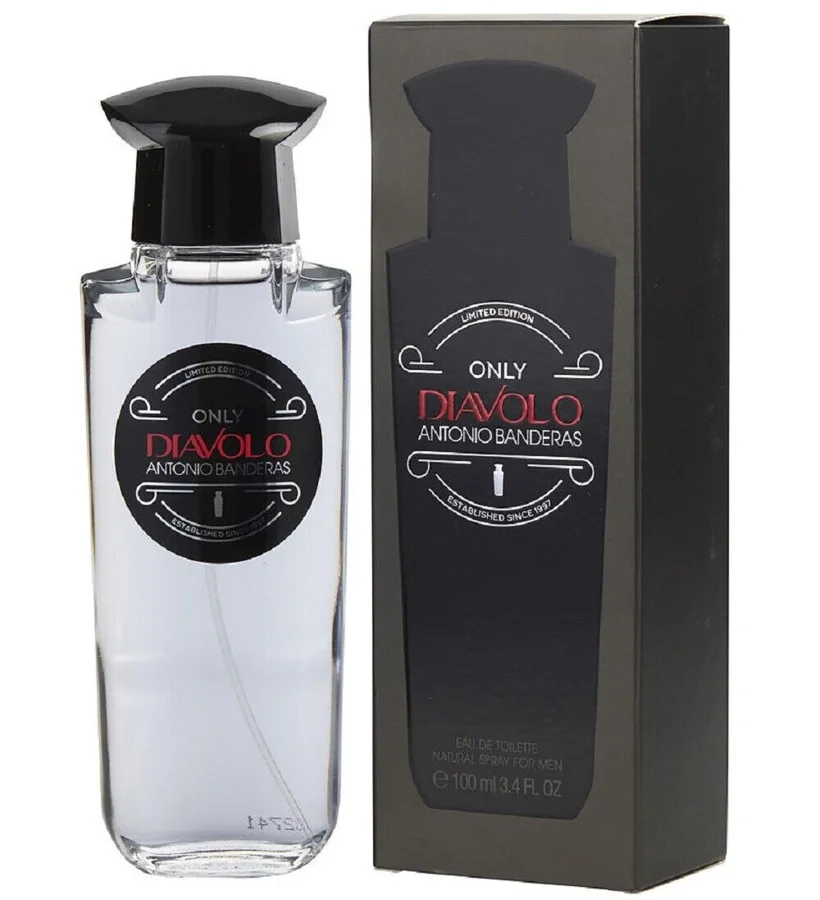 LIMITED EDITION
ONLY
DIAVOLO
ANTONIO BANDERAS
ESTABLISHED SINCE 1997
LIMITED EDITION
ONLY
DIAVOLO
ANTONIO BANDERAS
ESTABLISHED SINCE 1997
EAU DE TOILETTE
NATURAL SPRAY FOR MEN
℮ 100 ml 3.4 FL OZ